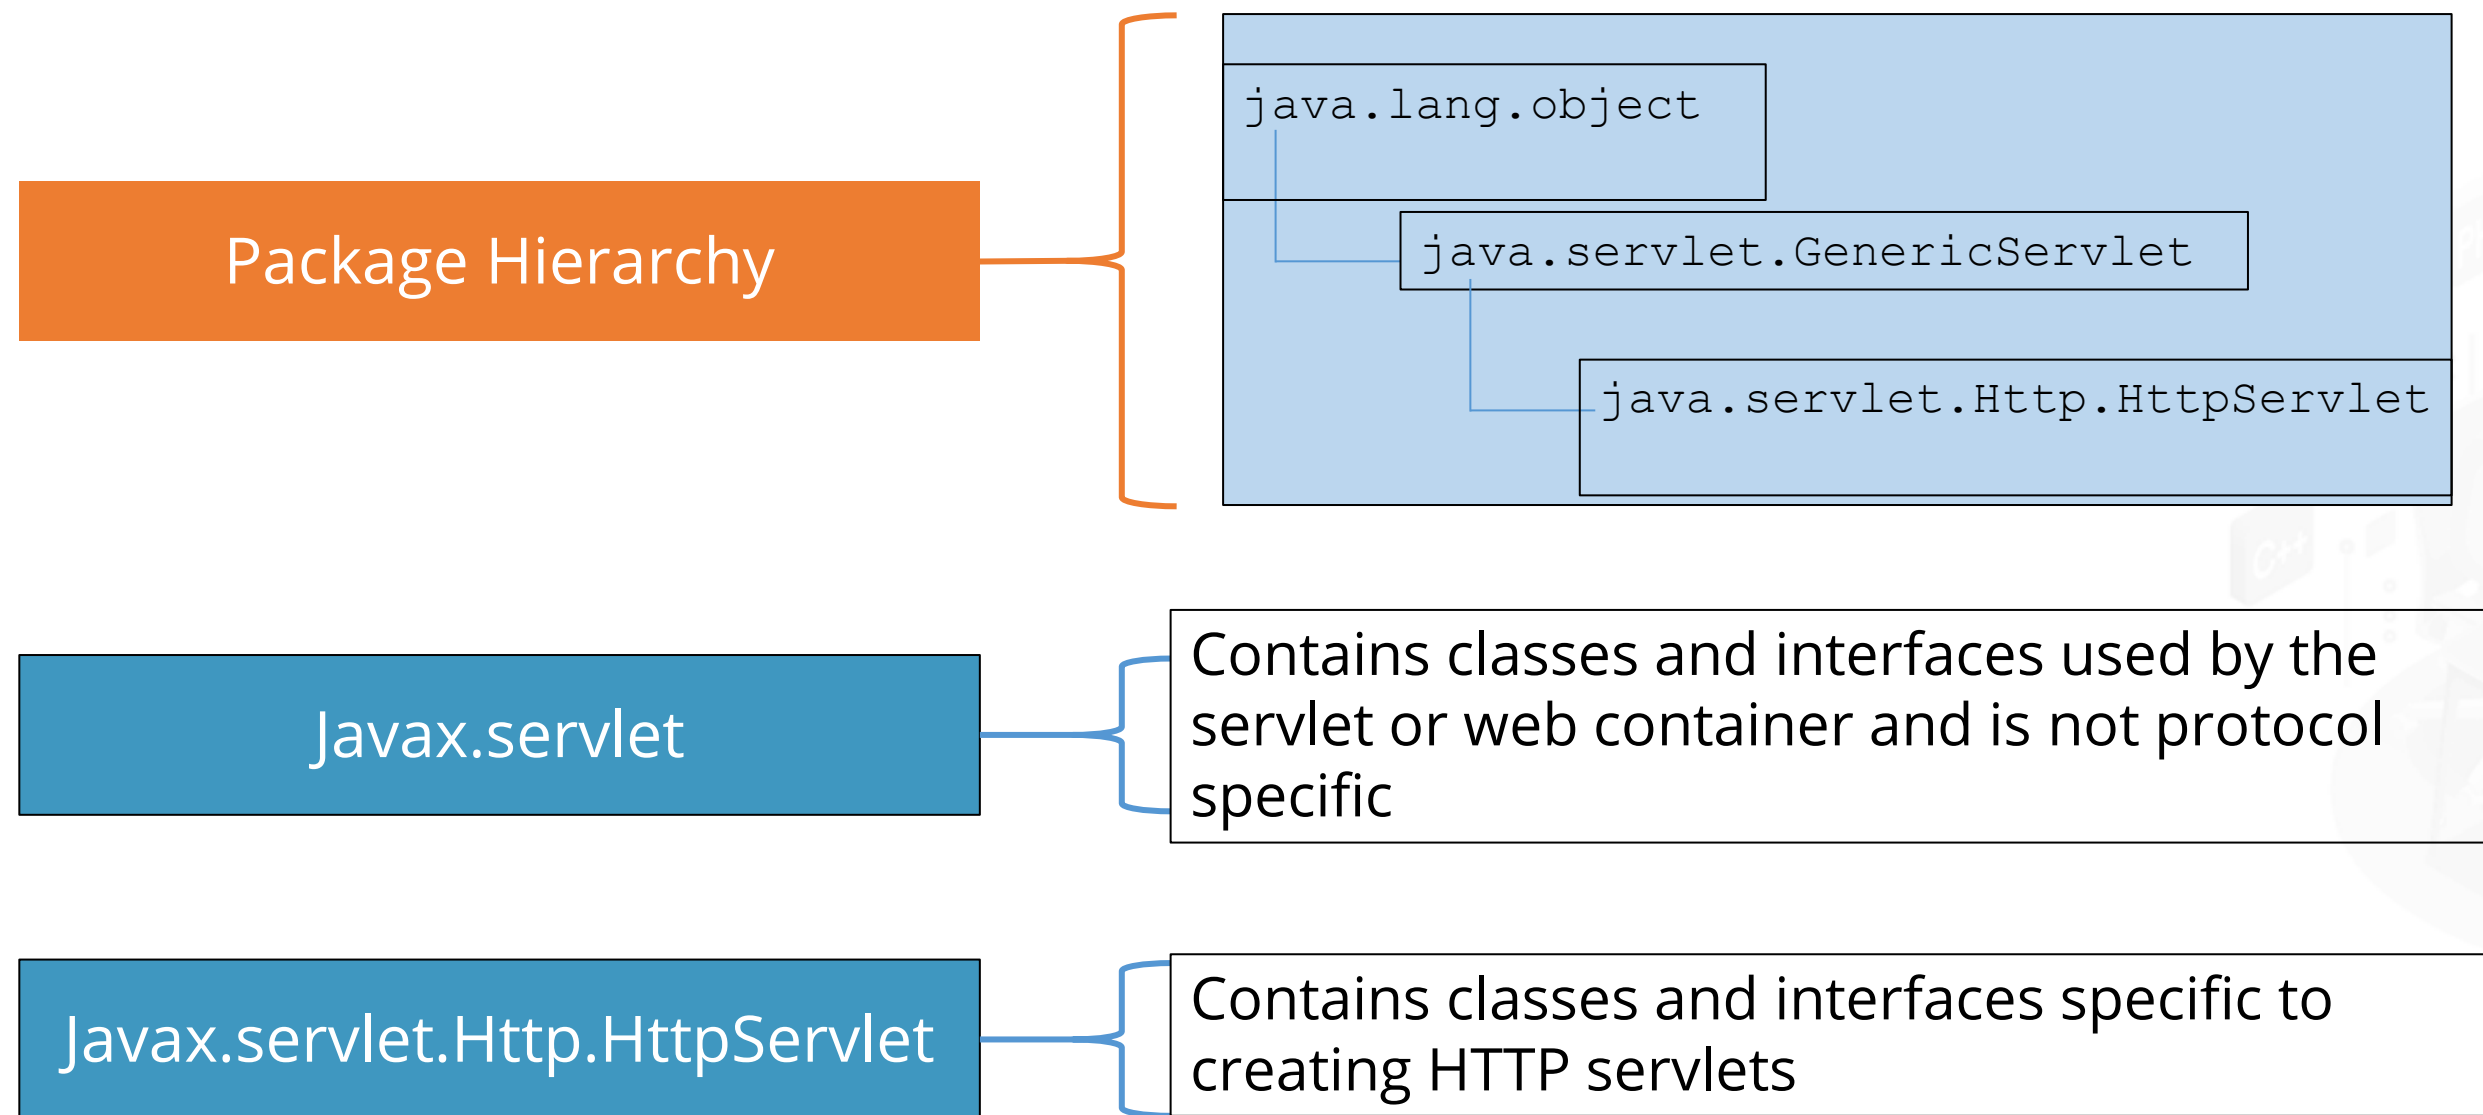 Package Hierarchy
java.lang.object
java.servlet.GenericServlet
java.servlet.Http.HttpServlet
C++
Javax.servlet
Contains classes and interfaces used by the
servlet or web container and is not protocol
specific
Javax.servlet.Http.HttpServlet
Contains classes and interfaces specific to
creating HTTP servlets